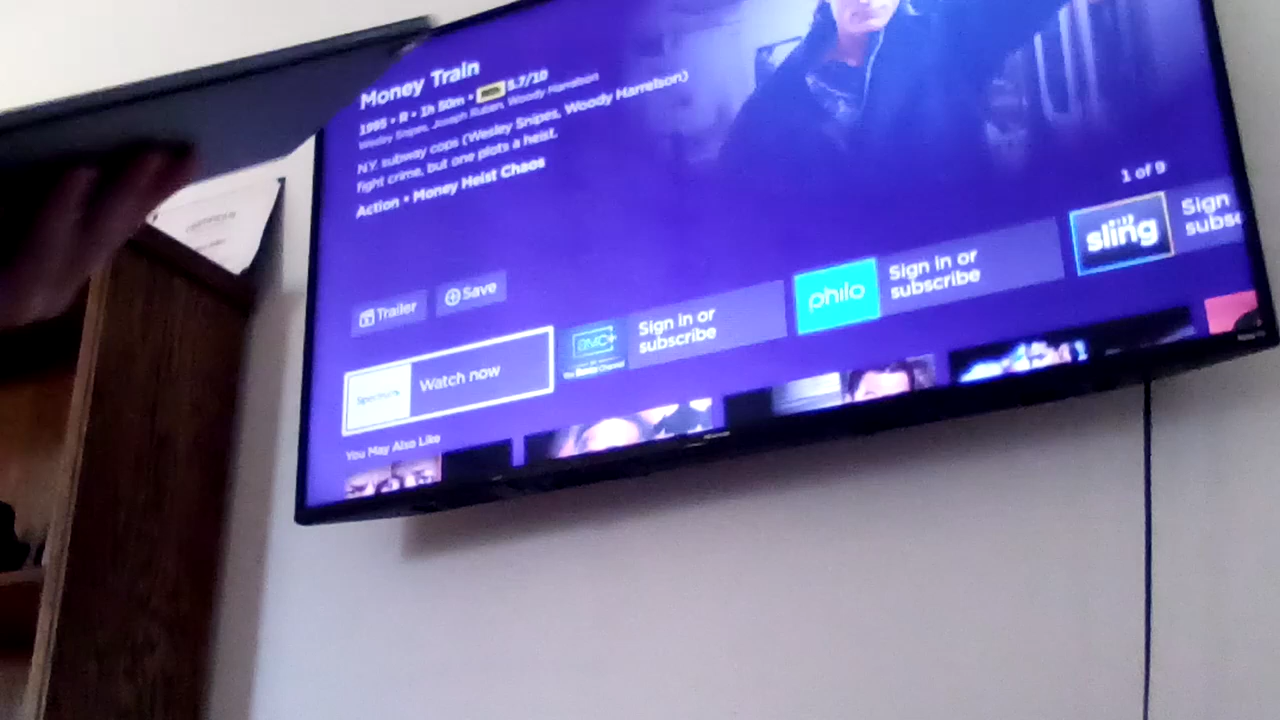 Money Train
1995 • R • 1h 50m • 5.7/10
Wesley Snipes, Joseph Ruben, Woody Harrelson
N.Y. subway cops (Wesley Snipes, Woody Harrelson)
fight crime, but one plots a heist.
Action • Money Heist Chaos
1 of 9
Trailer
Save
Spectrum
Watch now
AMC+
Sign in or
subscribe
philo
Sign in or
subscribe
sling
Sign
subsc
You May Also Like